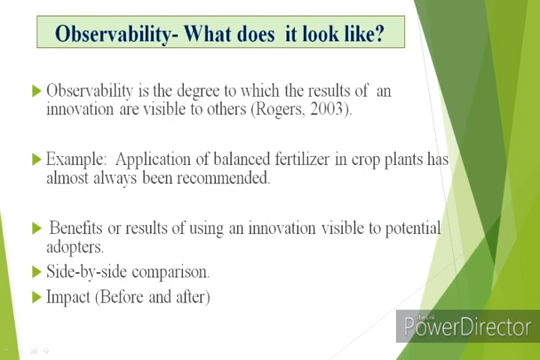 Observability- What does it look like?
Observability is the degree to which the results of an
innovation are visible to others (Rogers, 2003).
Example: Application of balanced fertilizer in crop plants has
almost always been recommended.
Benefits or results of using an innovation visible to potential
adopters.
Side-by-side comparison.
Impact (Before and after)
PowerDirector